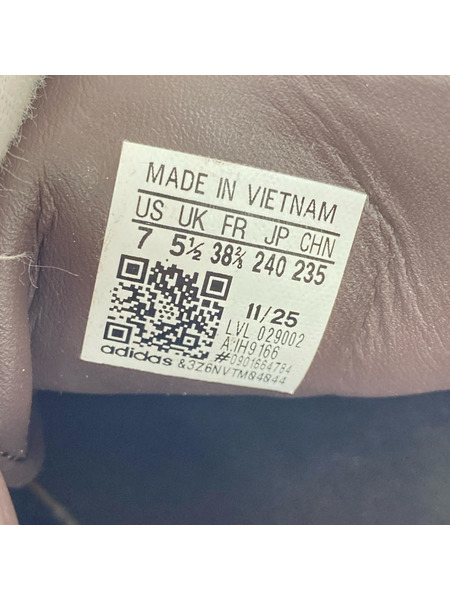 MADE IN VIETNAM
US UK FR JP CHN
7 5½ 38⅔ 240 235
11/25
LVL 029002
A:IH9166
#0901664784
adidas &3Z6NVTM04044